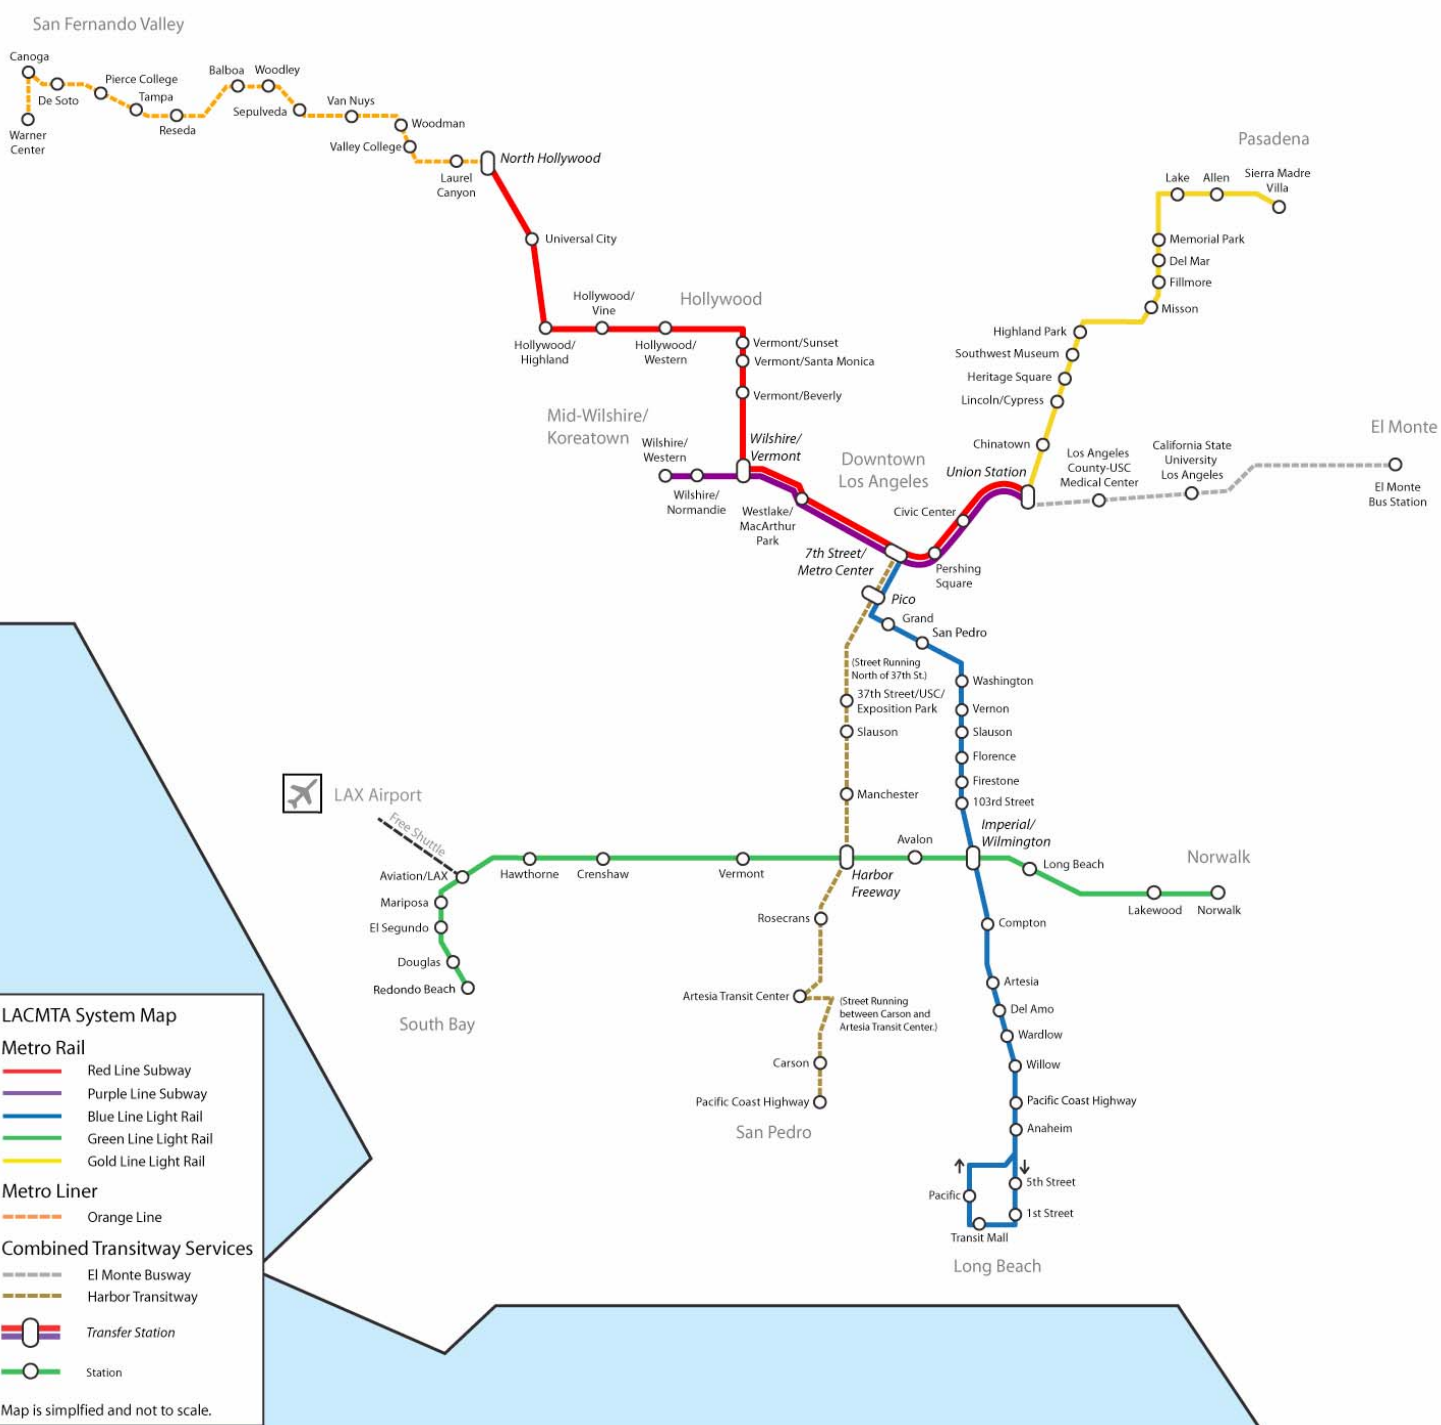 San Fernando Valley
Canoga
De Soto
Pierce College
Tampa
Reseda
Balboa
Woodley
Sepulveda
Van Nuys
Woodman
Valley College
Laurel
Canyon
North Hollywood
Warner
Center
Universal City
Hollywood/
Highland
Hollywood/
Vine
Hollywood/
Western
Hollywood
Vermont/Sunset
Vermont/Santa Monica
Vermont/Beverly
Mid-Wilshire/
Koreatown
Wilshire/
Western
Wilshire/
Normandie
Wilshire/
Vermont
Westlake/
MacArthur
Park
Downtown
Los Angeles
7th Street/
Metro Center
Pershing
Square
Civic Center
Union Station
Pasadena
Lake
Allen
Sierra Madre
Villa
Memorial Park
Del Mar
Fillmore
Misson
Highland Park
Southwest Museum
Heritage Square
Lincoln/Cypress
Chinatown
Los Angeles
County-USC
Medical Center
California State
University
Los Angeles
El Monte
El Monte
Bus Station
Pico
Grand
San Pedro
(Street Running
North of 37th St.)
37th Street/USC/
Exposition Park
Slauson
Manchester
Washington
Vernon
Slauson
Florence
Firestone
103rd Street
Imperial/
Wilmington
LAX Airport
Free Shuttle
Aviation/LAX
Mariposa
El Segundo
Douglas
Redondo Beach
South Bay
Hawthorne
Crenshaw
Vermont
Harbor
Freeway
Avalon
Long Beach
Lakewood
Norwalk
Norwalk
Rosecrans
Artesia Transit Center
(Street Running
between Carson and
Artesia Transit Center.)
Carson
Pacific Coast Highway
San Pedro
Compton
Artesia
Del Amo
Wardlow
Willow
Pacific Coast Highway
Anaheim
5th Street
1st Street
Transit Mall
Pacific
Long Beach
LACMTA System Map
Metro Rail
Red Line Subway
Purple Line Subway
Blue Line Light Rail
Green Line Light Rail
Gold Line Light Rail
Metro Liner
Orange Line
Combined Transitway Services
El Monte Busway
Harbor Transitway
Transfer Station
Station
Map is simplfied and not to scale.